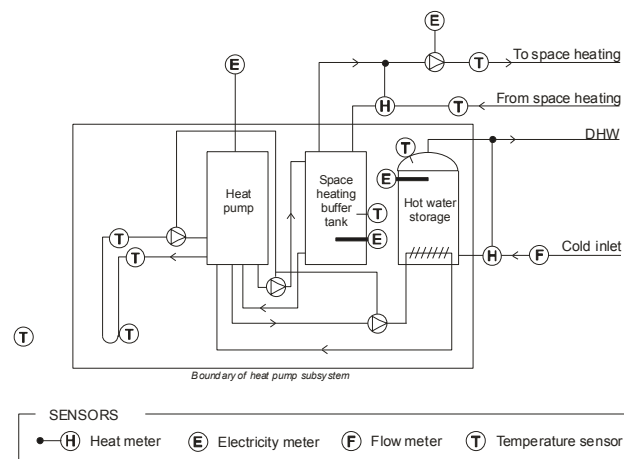 E
To space heating
T
E
From space heating
H
T
DHW
T
Heat
pump
Space
heating
buffer
tank
E
Hot water
storage
T
T
T
E
H
F
Cold inlet
T
T
Boundary of heat pump subsystem
SENSORS
H Heat meter E Electricity meter F Flow meter T Temperature sensor